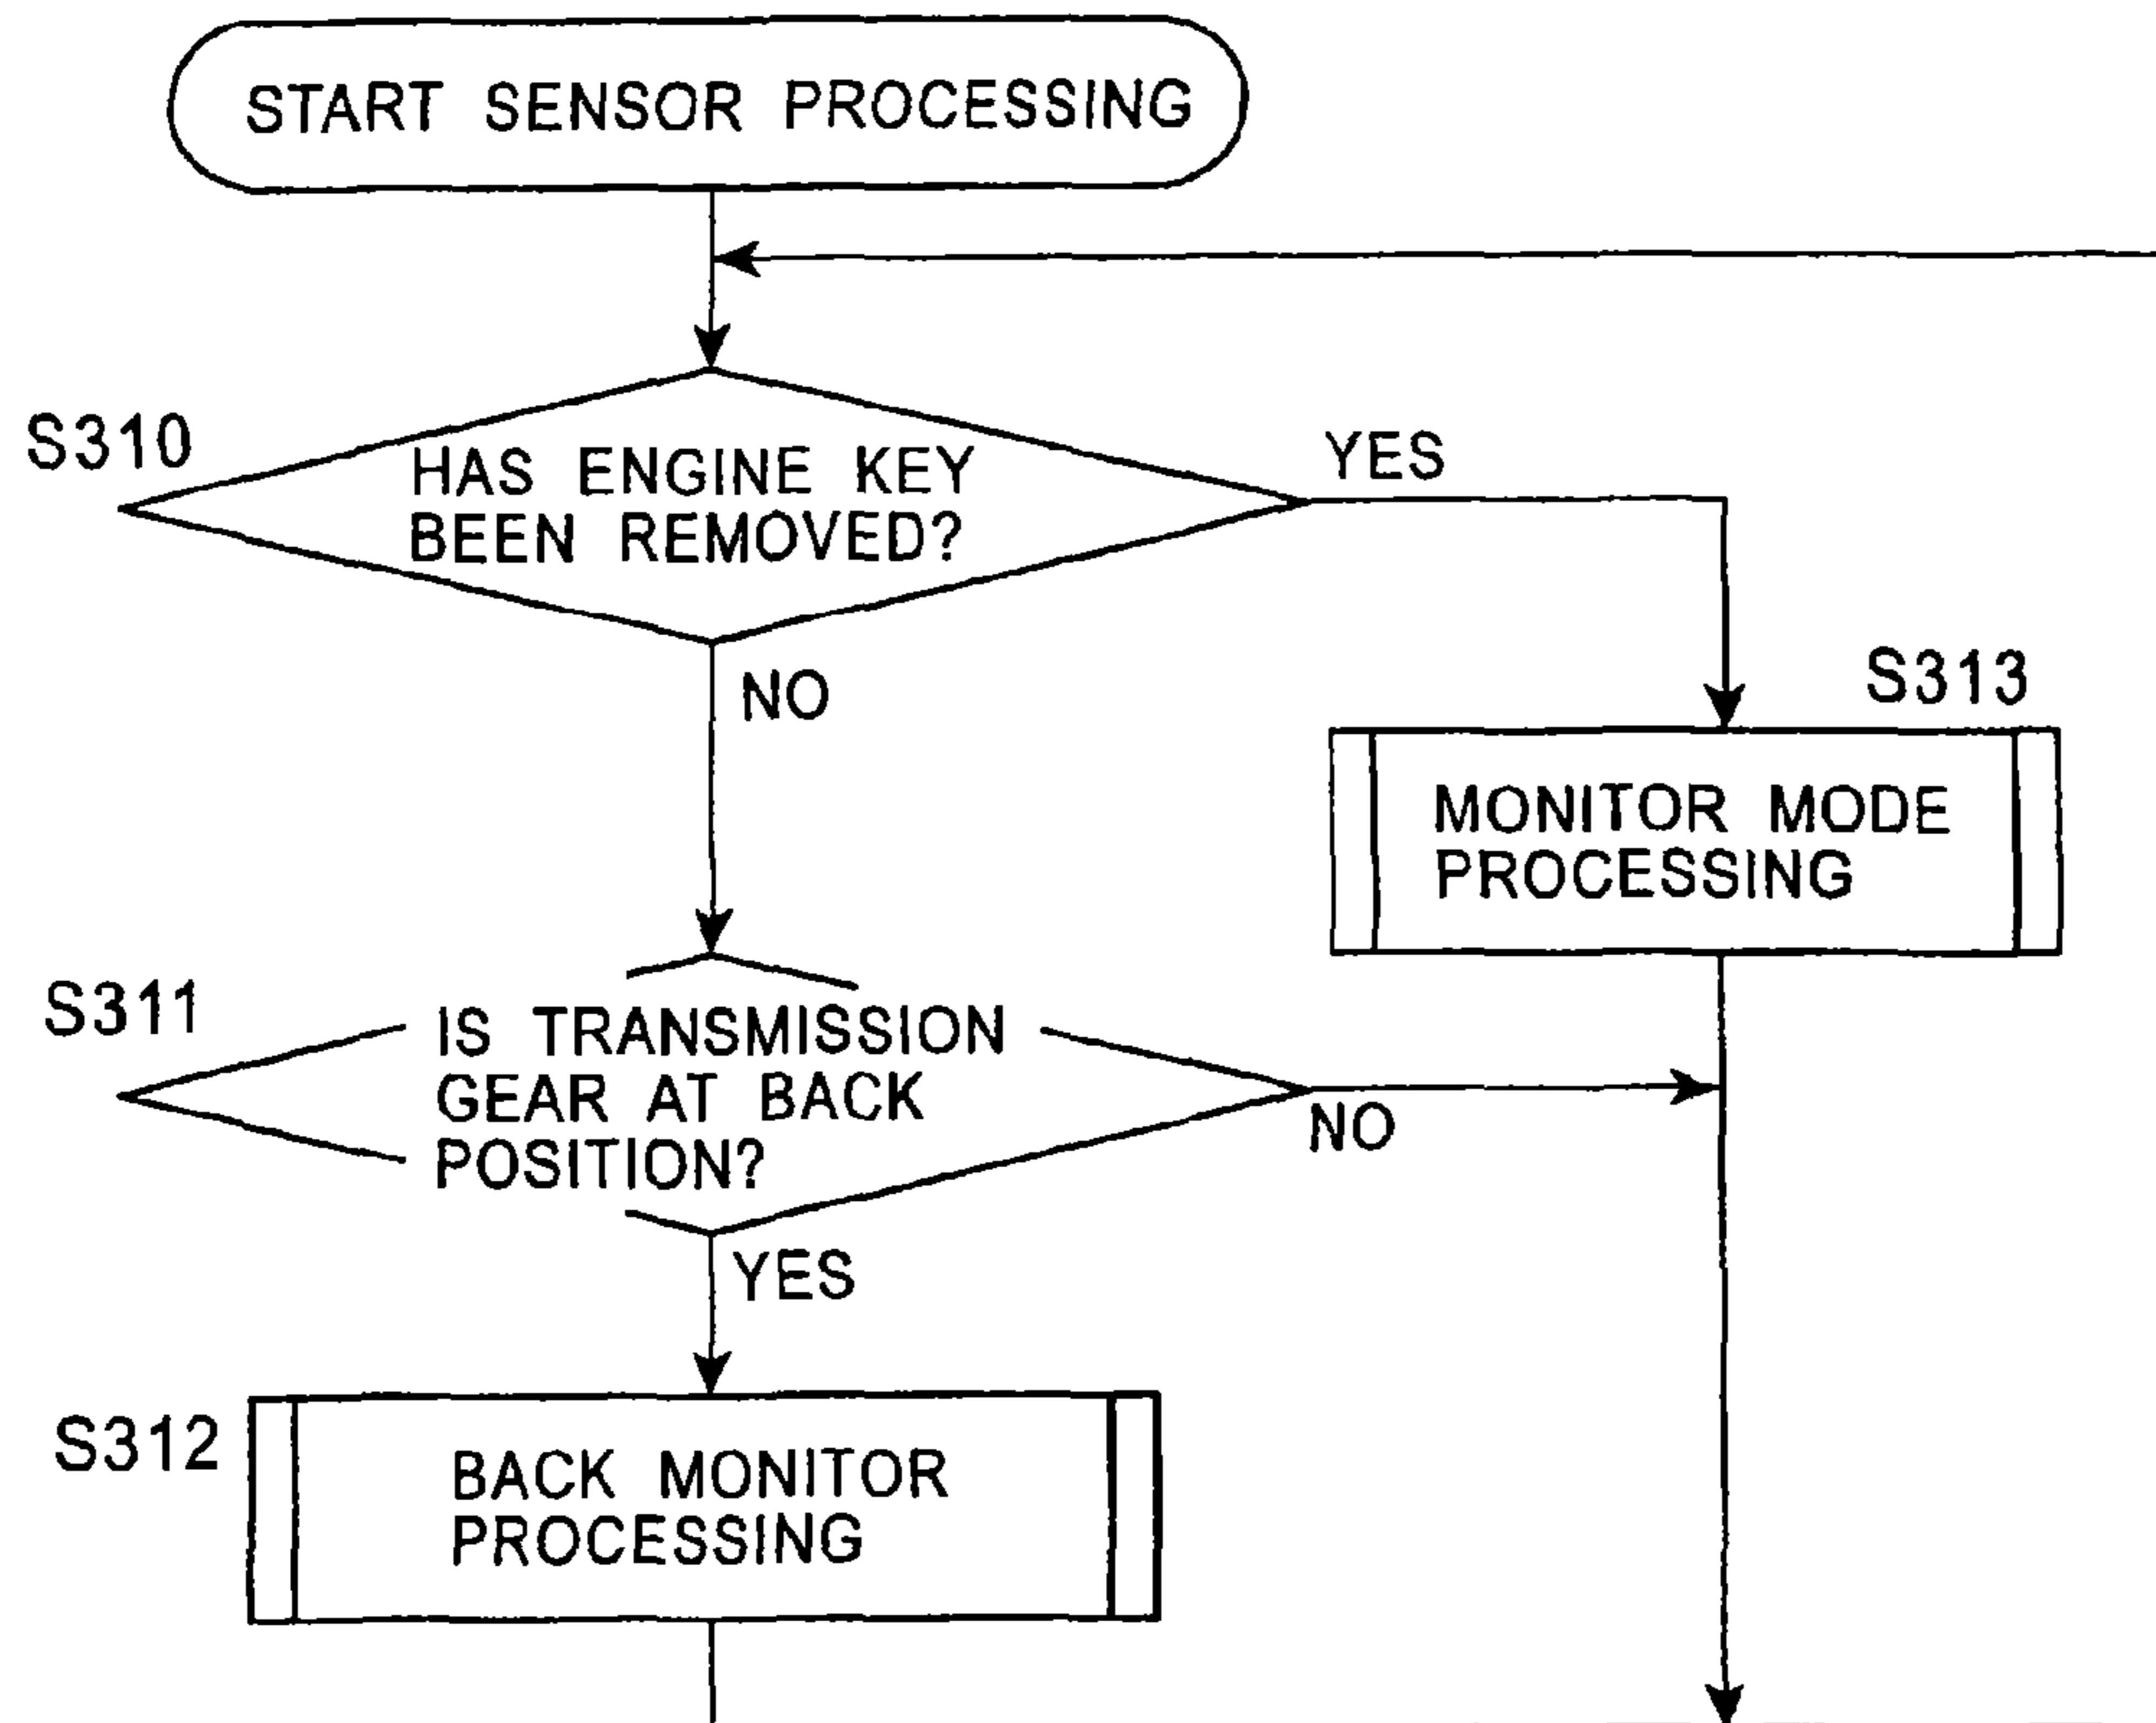 START SENSOR PROCESSING
S310
HAS ENGINE KEY
BEEN REMOVED?
YES
NO
S313
MONITOR MODE
PROCESSING
S311
IS TRANSMISSION
GEAR AT BACK
POSITION?
NO
YES
S312
BACK MONITOR
PROCESSING